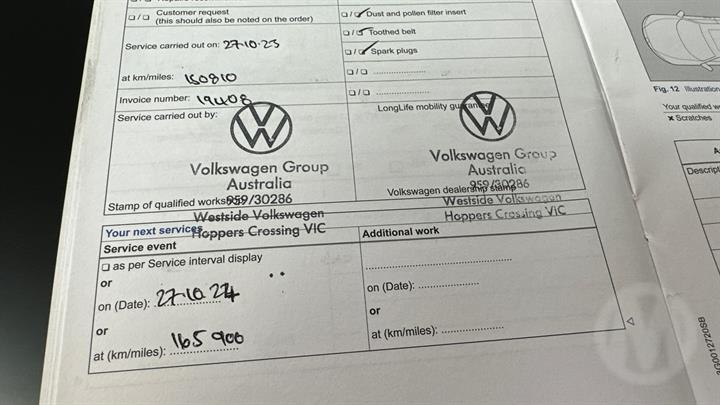 ☐ / ☐ Customer request
(this should also be noted on the order)
Service carried out on: 27.10.23
at km/miles: 160810
Invoice number: 19408
Service carried out by:
Volkswagen Group
Australia
959/30286
Stamp of qualified workshop
Westside Volkswagen
Hoppers Crossing VIC
☐ / ☑ Dust and pollen filter insert
☐ / ☑ Toothed belt
☐ / ☑ Spark plugs
☐ / ☐ ....................
☐ / ☐ ....................
LongLife mobility guarantee
Volkswagen Group
Australia
959/30286
Volkswagen dealership stamp
Westside Volkswagen
Hoppers Crossing VIC
Your next services
Service event
☐ as per Service interval display
or
on (Date): 27.10.24
or
at (km/miles): 165 900
Additional work
on (Date): ....................
or
at (km/miles): ....................
Fig. 12 Illustration
Your qualified w
× Scratches
A
Descript
3G0012720SB